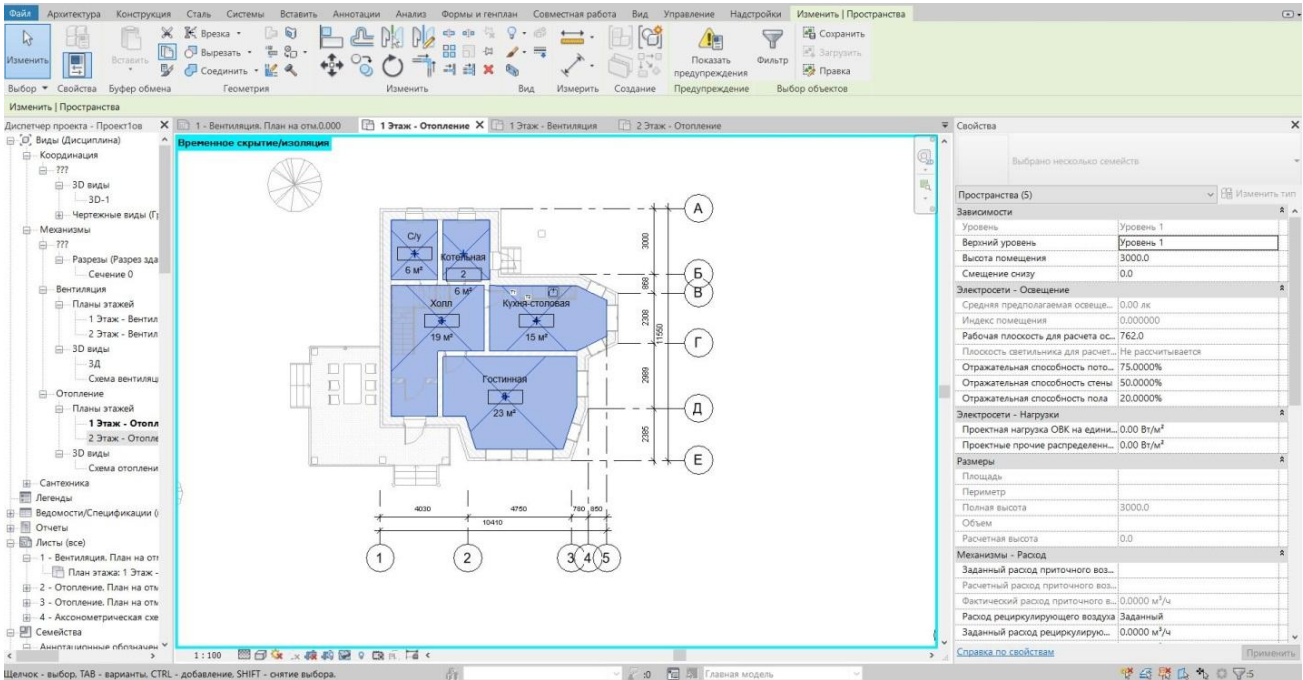 Файл Архитектура Конструкция Сталь Системы Вставить Аннотации Анализ Формы и генплан Совместная работа Вид Управление Надстройки Изменить | Пространства
Врезка
Сохранить
Вырезать
Загрузить
Изменить
Вставить
Соединить
Показать
предупреждения
Фильтр
Правка
Выбор Свойства Буфер обмена Геометрия Изменить Вид Измерить Создание Предупреждение Выбор объектов
Изменить | Пространства
Диспетчер проекта - Проект1ов
1 - Вентиляция. План на отм.0.000
1 Этаж - Отопление
1 Этаж - Вентиляция
2 Этаж - Отопление
Свойства
Виды (Дисциплина)
Координация
???
3D виды
3D-1
Чертежные виды (Гр
Механизмы
???
Разрезы (Разрез зда
Сечение 0
Вентиляция
Планы этажей
1 Этаж - Вентил
2 Этаж - Вентил
3D виды
3Д
Схема вентиляц
Отопление
Планы этажей
1 Этаж - Отопл
2 Этаж - Отопле
3D виды
Схема отоплени
Сантехника
Легенды
Ведомости/Спецификации (
Отчеты
Листы (все)
1 - Вентиляция. План на отм
План этажа: 1 Этаж -
2 - Отопление. План на отм
3 - Отопление. План на отм
4 - Аксонометрическая схе
Семейства
Аннотационные обозначен
Временное скрытие/изоляция
С/у
6 м²
Котельная
2
6 м²
Холл
19 м²
Кухня-столовая
15 м²
Гостинная
23 м²
А
Б
В
Г
Д
Е
3000
868
2308
11550
2989
2385
4030 4750 780 850
10410
1 2 3 4 5
1 : 100
Выбрано несколько семейств
Пространства (5)
Изменить тип
Зависимости
Уровень Уровень 1
Верхний уровень Уровень 1
Высота помещения 3000.0
Смещение снизу 0.0
Электросети - Освещение
Средняя предполагаемая освеще... 0.00 лк
Индекс помещения 0.000000
Рабочая плоскость для расчета ос... 762.0
Плоскость светильника для расчет... Не рассчитывается
Отражательная способность пото... 75.0000%
Отражательная способность стены 50.0000%
Отражательная способность пола 20.0000%
Электросети - Нагрузки
Проектная нагрузка ОВК на едини... 0.00 Вт/м²
Проектные прочие распределенн... 0.00 Вт/м²
Размеры
Площадь
Периметр
Полная высота 3000.0
Объем
Расчетная высота 0.0
Механизмы - Расход
Заданный расход приточного воз...
Расчетный расход приточного воз...
Фактический расход приточного в... 0.0000 м³/ч
Расход рециркулирующего воздуха Заданный
Заданный расход рециркулирую... 0.0000 м³/ч
Справка по свойствам
Применить
Щелчок - выбор, TAB - варианты. CTRL - добавление, SHIFT - снятие выбора.
:0
Главная модель
:5